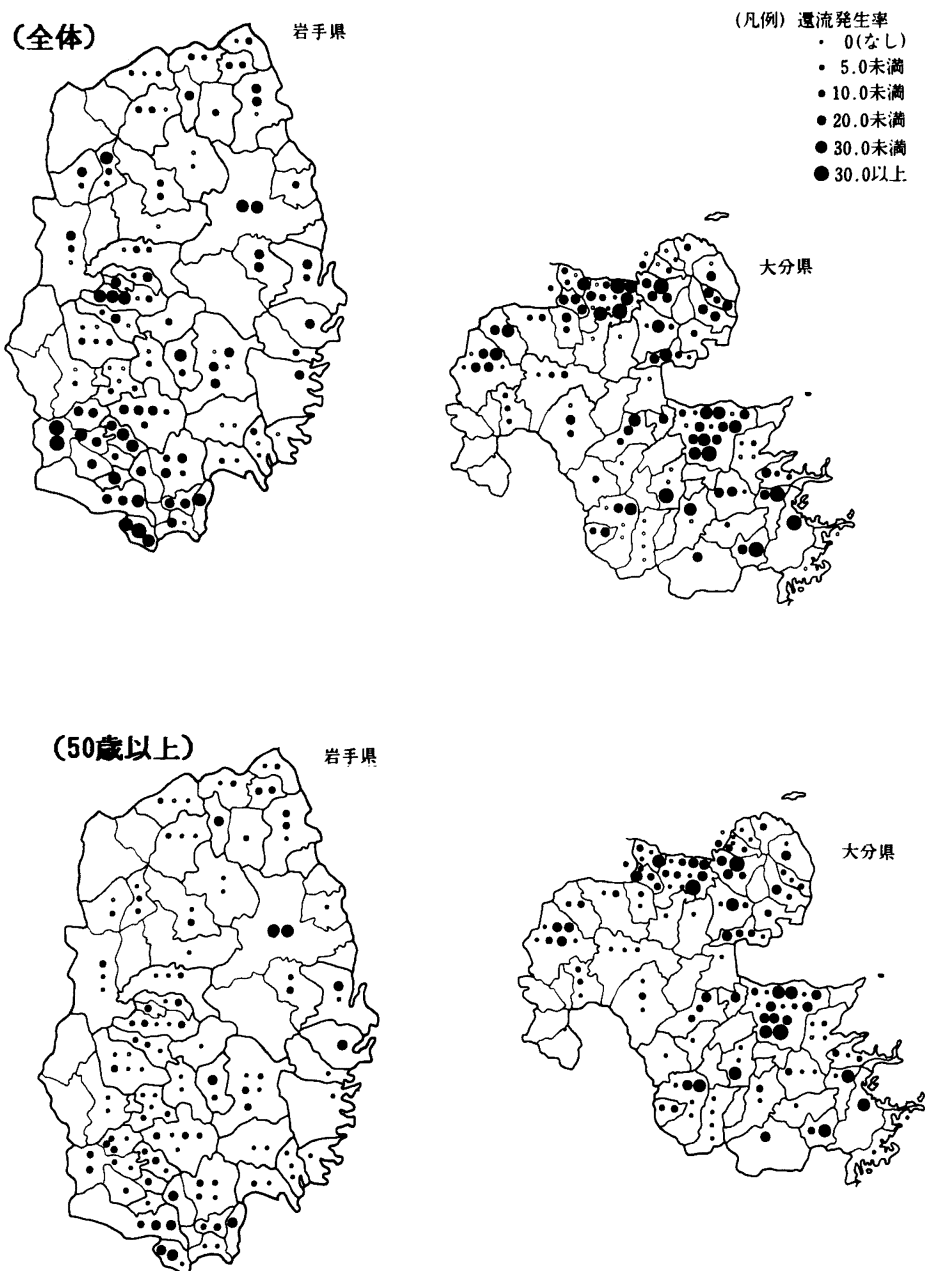 (全体)
岩手県
(凡例) 還流発生率
0(なし)
5.0未満
10.0未満
20.0未満
30.0未満
30.0以上
大分県
(50歳以上)
岩手県
大分県